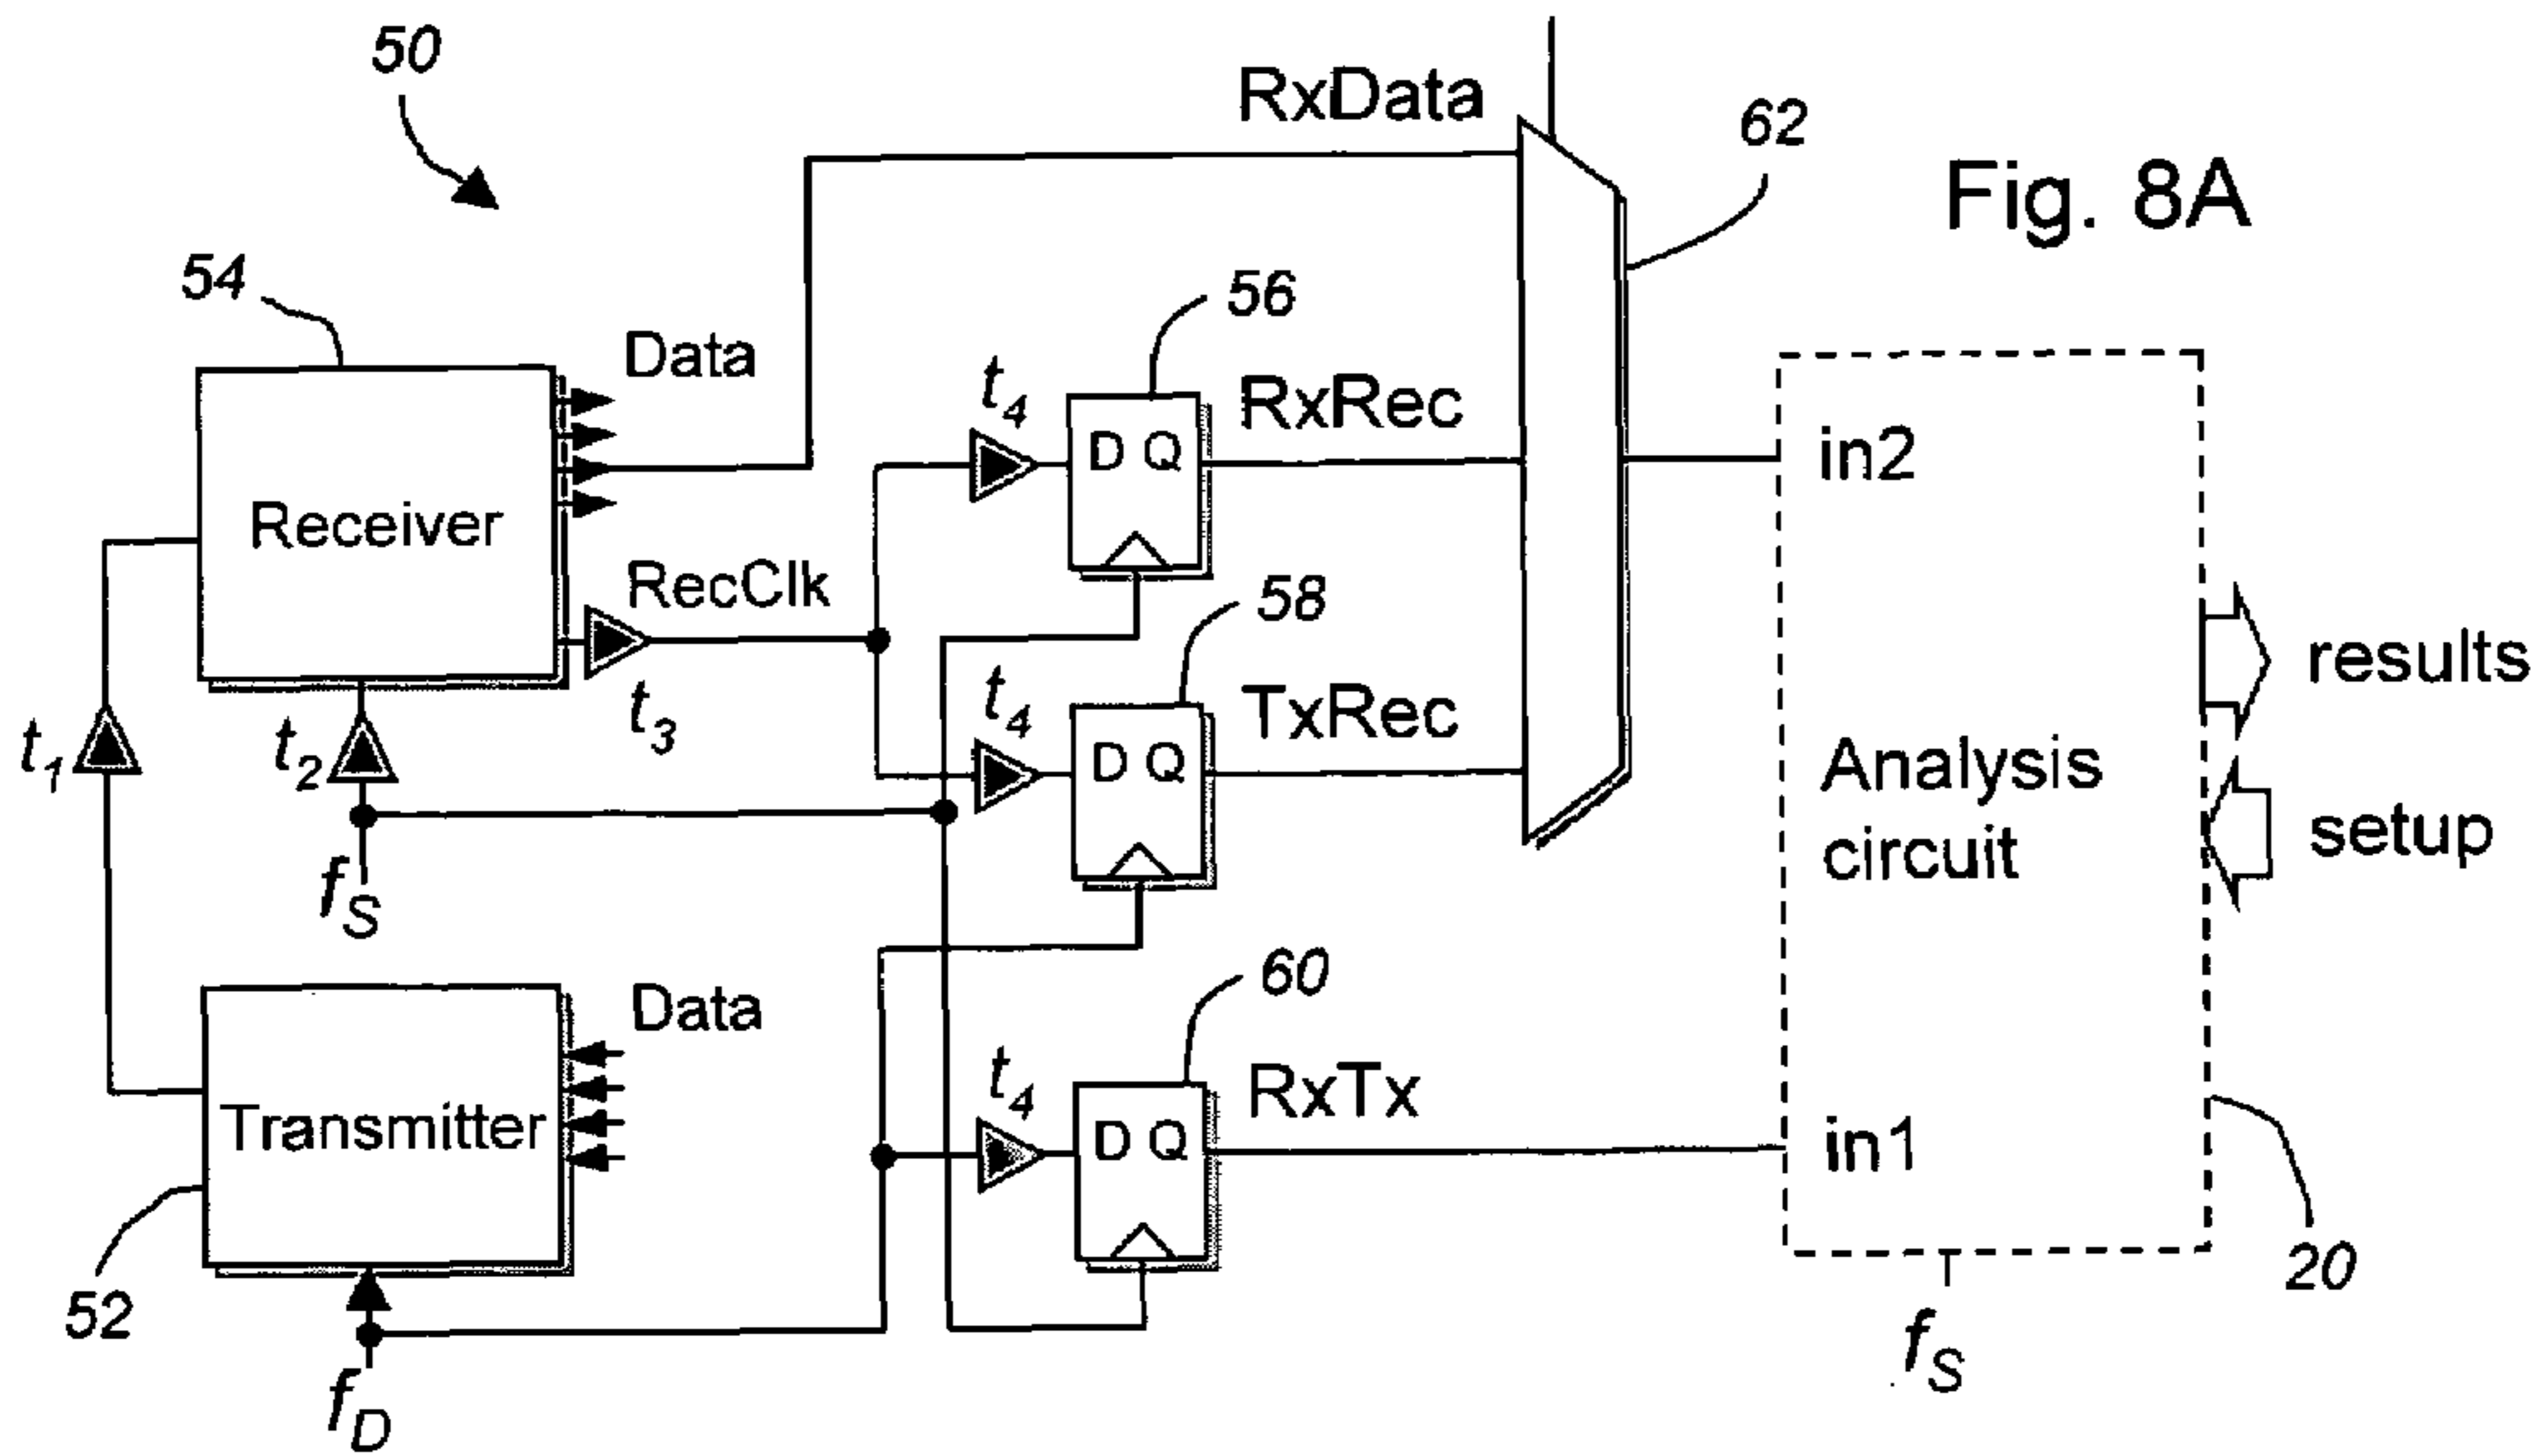 50
RxData
62
Fig. 8A
54
Data
56
t4
D Q
RxRec
in2
Receiver
RecClk
t3
58
t4
D Q
TxRec
results
t1
t2
fS
Analysis
circuit
setup
Data
60
t4
D Q
RxTx
in1
Transmitter
52
20
fD
fS